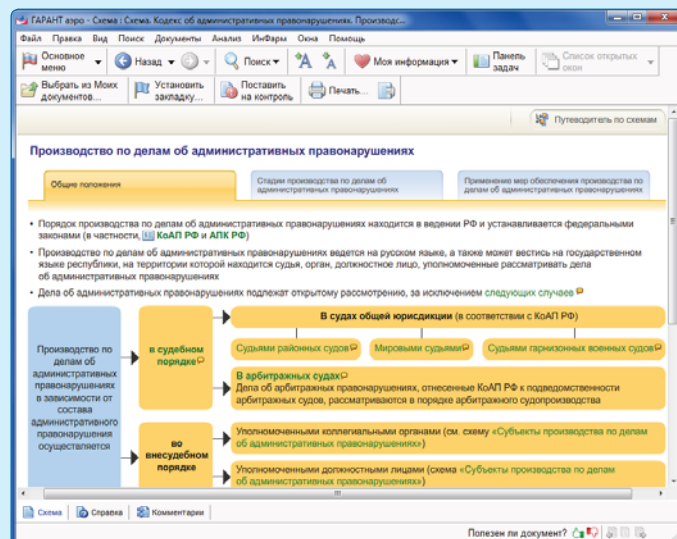 ГАРАНТ аэро - Схема : Схема. Кодекс об административных правонарушениях. Производс...
Файл Правка Вид Поиск Документы Анализ ИнФарм Окна Помощь
Основное
меню
Назад
Поиск
Моя информация
Панель
задач
Список открытых
окон
Выбрать из Моих
документов...
Установить
закладку...
Поставить
на контроль
Печать...
Путеводитель по схемам
Производство по делам об административных правонарушениях
Общие положения
Стадии производства по делам об
административных правонарушениях
Применение мер обеспечения производства по
делам об административных правонарушениях
• Порядок производства по делам об административных правонарушениях находится в ведении РФ и устанавливается федеральными
законами (в частности, КоАП РФ и АПК РФ)
• Производство по делам об административных правонарушениях ведется на русском языке, а также может вестись на государственном
языке республики, на территории которой находится судья, орган, должностное лицо, уполномоченные рассматривать дела
об административных правонарушениях
• Дела об административных правонарушениях подлежат открытому рассмотрению, за исключением следующих случаев
Производство по
делам об
административных
правонарушениях
в зависимости от
состава
административного
правонарушения
осуществляется
в судебном
порядке
В судах общей юрисдикции (в соответствии с КоАП РФ)
Судьями районных судов
Мировыми судьями
Судьями гарнизонных военных судов
В арбитражных судах
Дела об арбитражных правонарушениях, отнесенные КоАП РФ к подведомственности
арбитражных судов, рассматриваются в порядке арбитражного судопроизводства
во
внесудебном
порядке
Уполномоченными коллегиальными органами (см. схему «Субъекты производства по делам
об административных правонарушениях»)
Уполномоченными должностными лицами (схема «Субъекты производства по делам
об административных правонарушениях»)
Схема
Справка
Комментарии
Полезен ли документ?